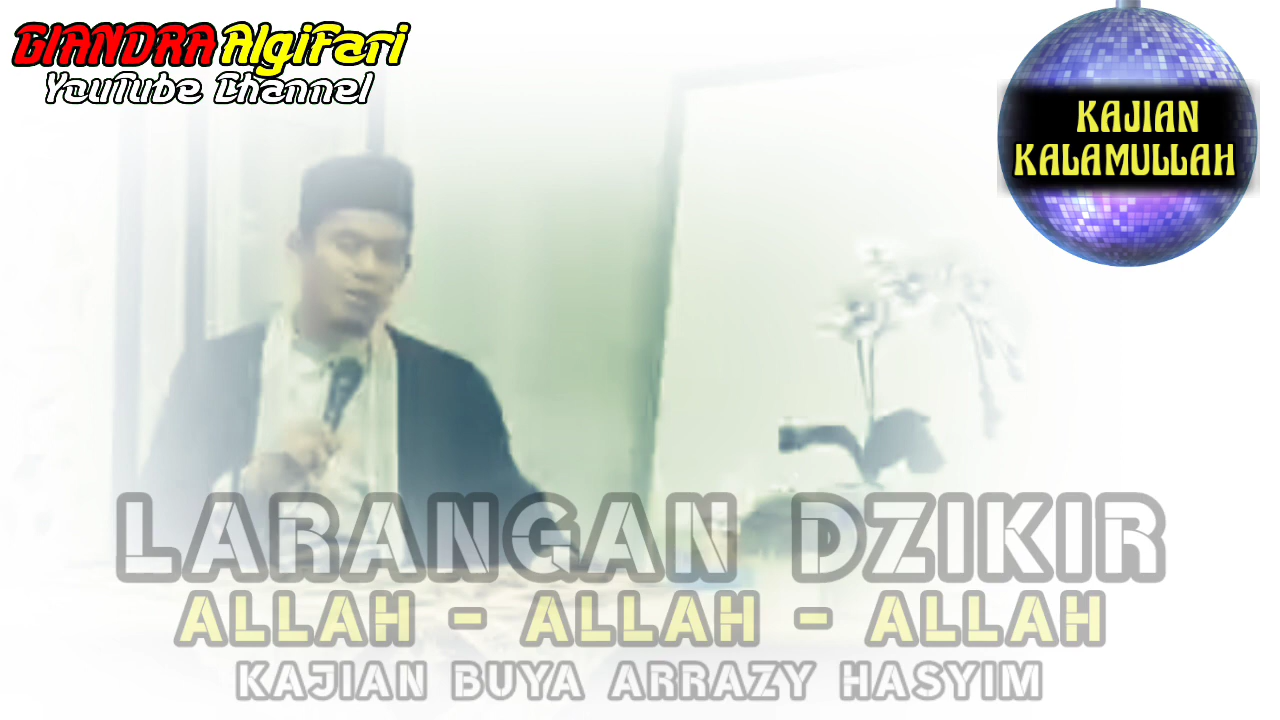 GIANDRA Algifari
YouTube Channel
KAJIAN
KALAMULLAH
LARANGAN DZIKIR
ALLAH - ALLAH - ALLAH
KAJIAN BUYA ARRAZY HASYIM